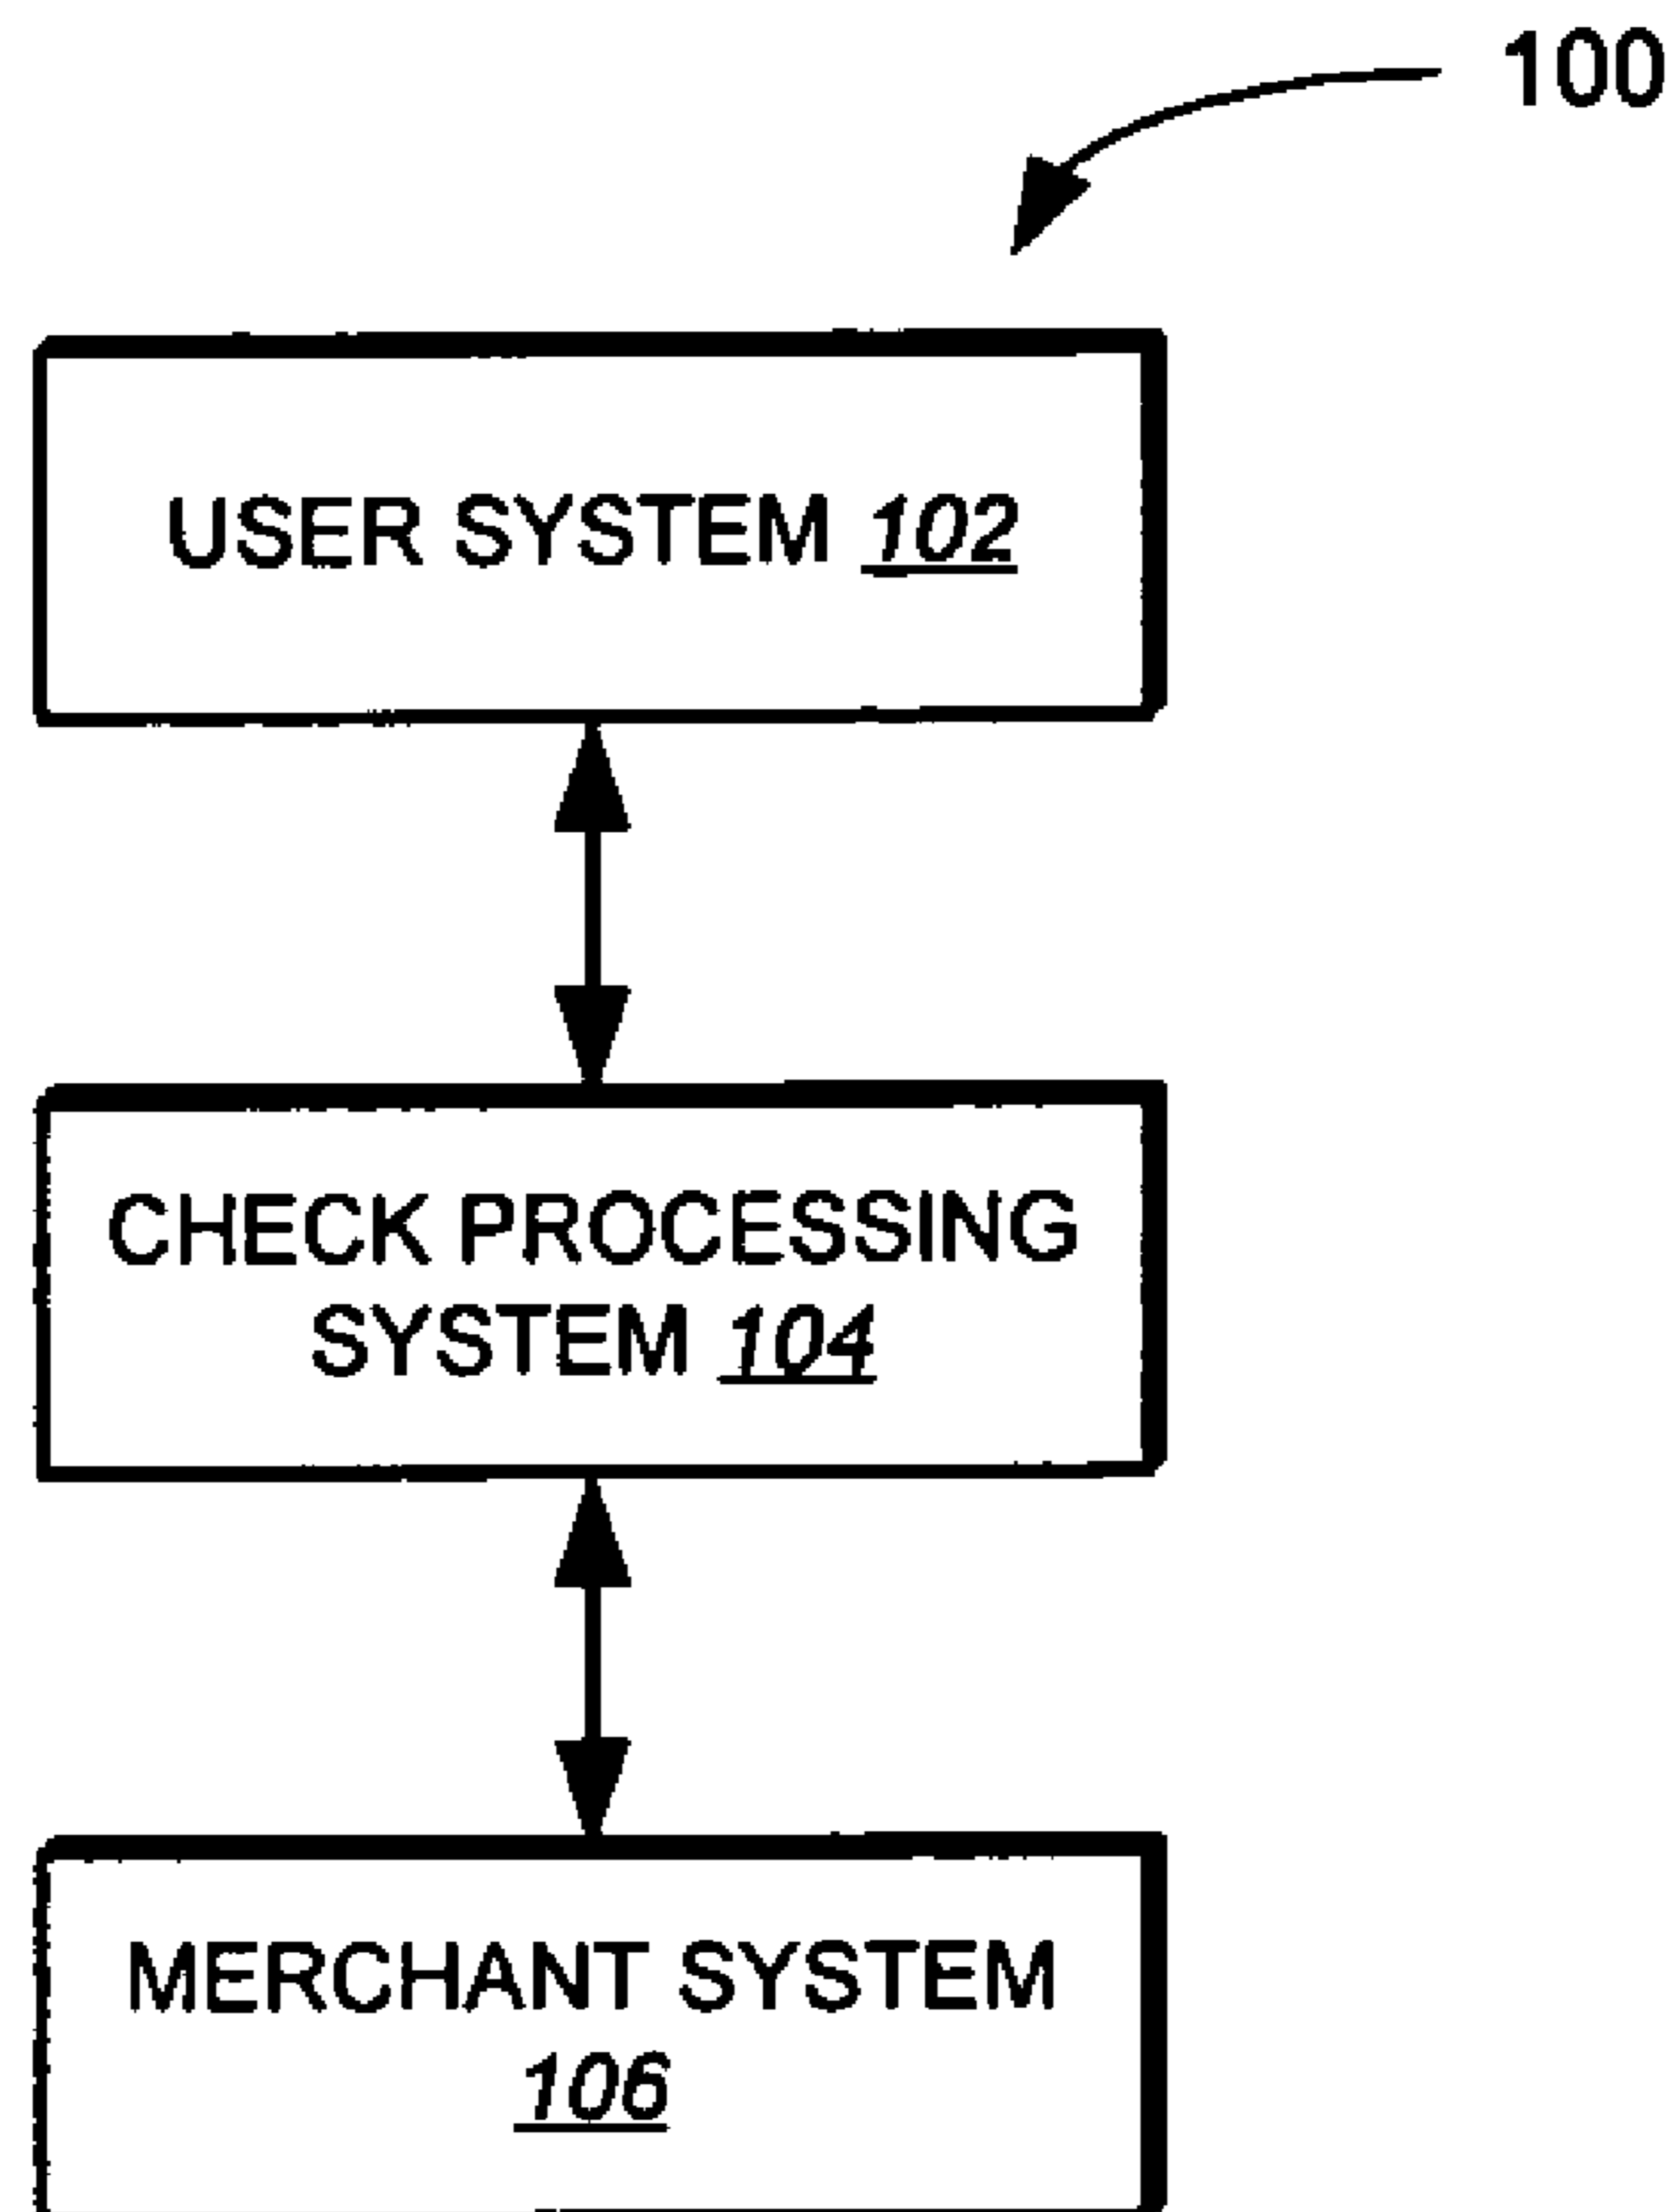 100
USER SYSTEM 102
CHECK PROCESSING
SYSTEM 104
MERCHANT SYSTEM
106